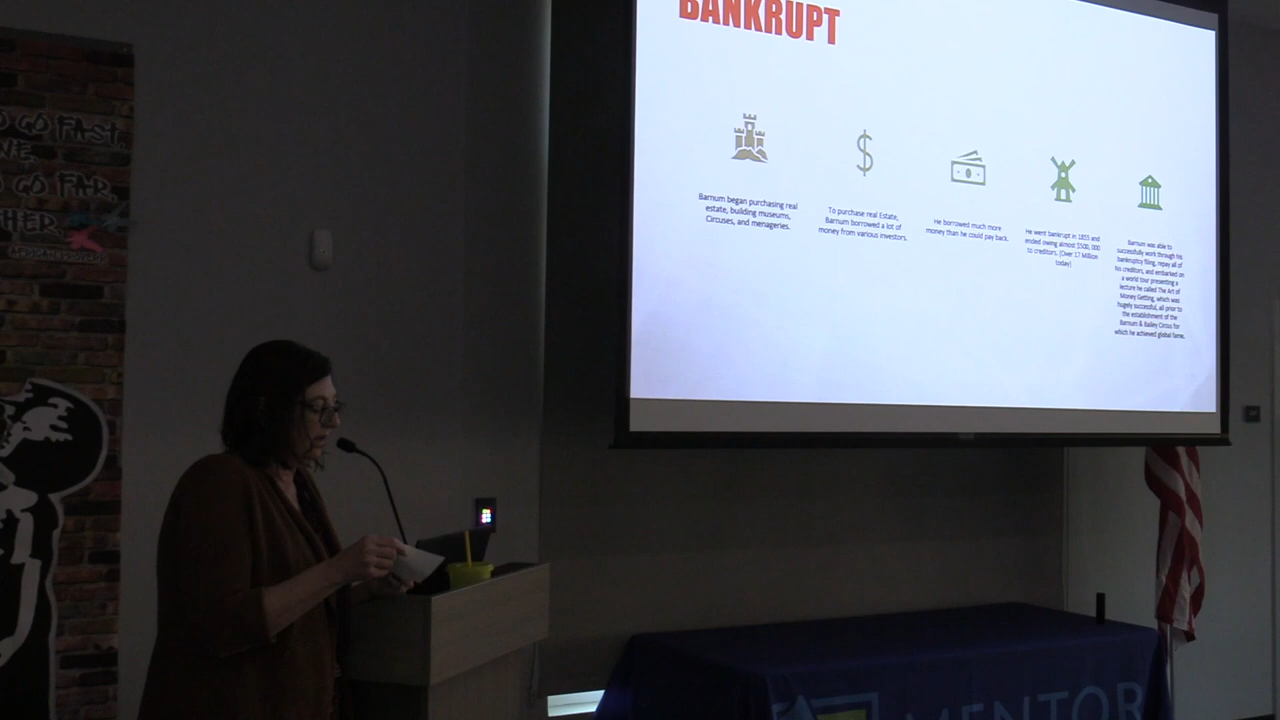 BANKRUPT
Barnum began purchasing real
estate, building museums,
Circuses, and menageries.
To purchase real Estate,
Barnum borrowed a lot of
money from various investors.
He borrowed much more
money than he could pay back.
He went bankrupt in 1855 and
ended owing almost $500, 000
to creditors. (Over 17 Million
today)
Barnum was able to
successfully work through his
bankruptcy filing, repay all of
his creditors, and embarked on
a world tour presenting a
lecture he called The Art of
Money Getting, which was
hugely successful, all prior to
the establishment of the
Barnum & Bailey Circus for
which he achieved global fame.
O GO FAST,
NE.
O GO FAR,
THER
AFRICAN PROVERB
MENTOR